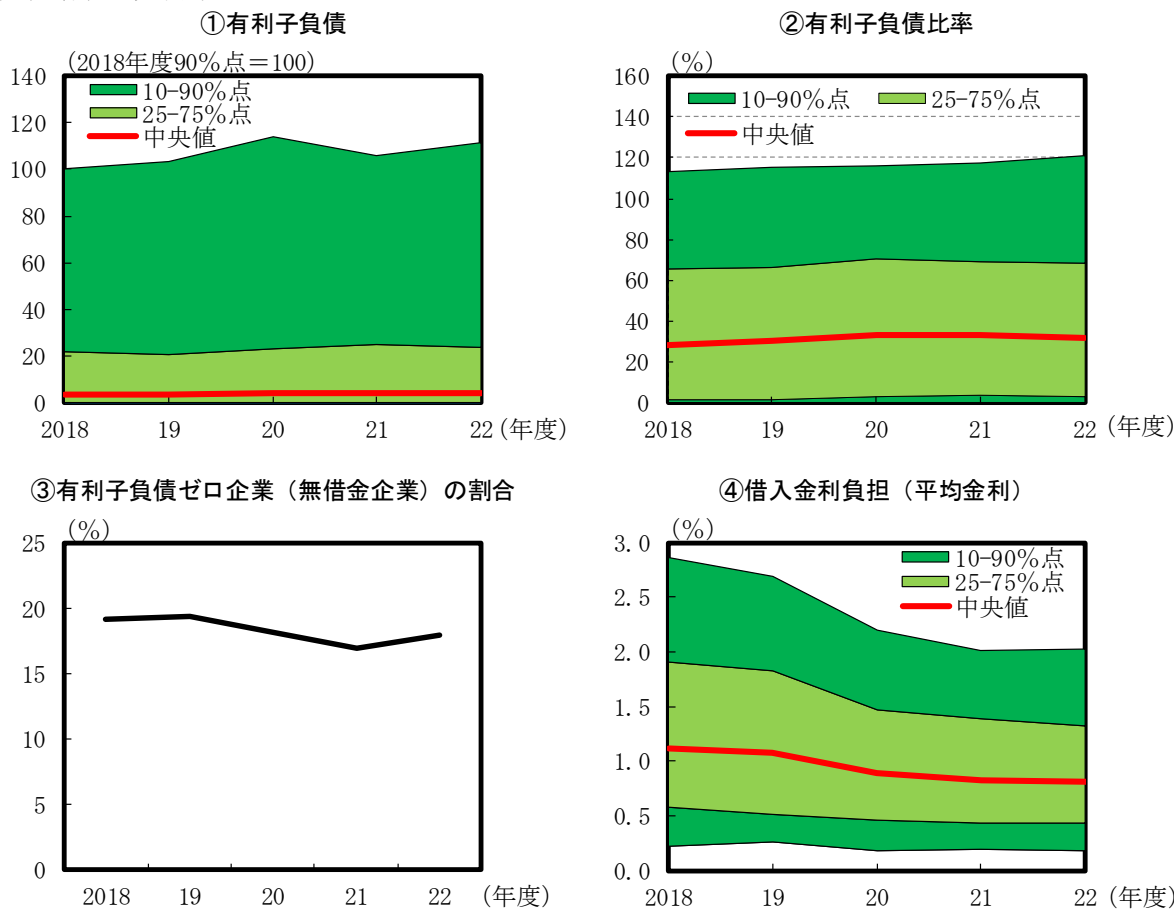 ①有利子負債
(2018年度90%点＝100)
140
120
100
80
60
40
20
0
10-90%点
25-75%点
中央値
2018 19 20 21 22 (年度)
②有利子負債比率
(%)
160
140
120
100
80
60
40
20
0
10-90%点 25-75%点
中央値
2018 19 20 21 22 (年度)
③有利子負債ゼロ企業（無借金企業）の割合
(%)
25
20
15
10
5
0
2018 19 20 21 22 (年度)
④借入金利負担（平均金利）
(%)
3.0
2.5
2.0
1.5
1.0
0.5
0.0
10-90%点
25-75%点
中央値
2018 19 20 21 22 (年度)